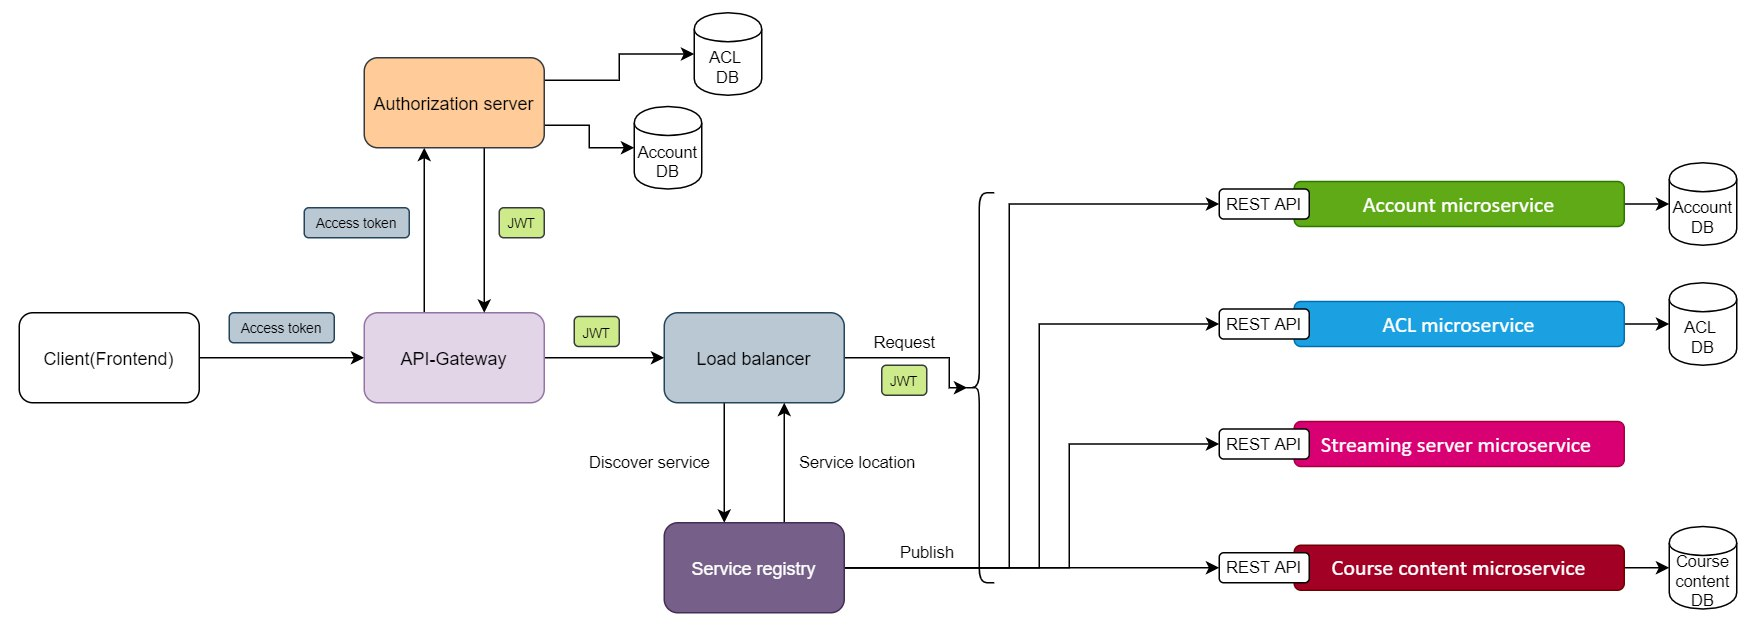 ACL
DB
Authorization server
Account
DB
Access token
JWT
REST API
Account microservice
Account
DB
Client(Frontend)
Access token
API-Gateway
JWT
Load balancer
Request
JWT
REST API
ACL microservice
ACL
DB
Discover service
Service location
REST API
Streaming server microservice
Service registry
Publish
REST API
Course content microservice
Course
content
DB